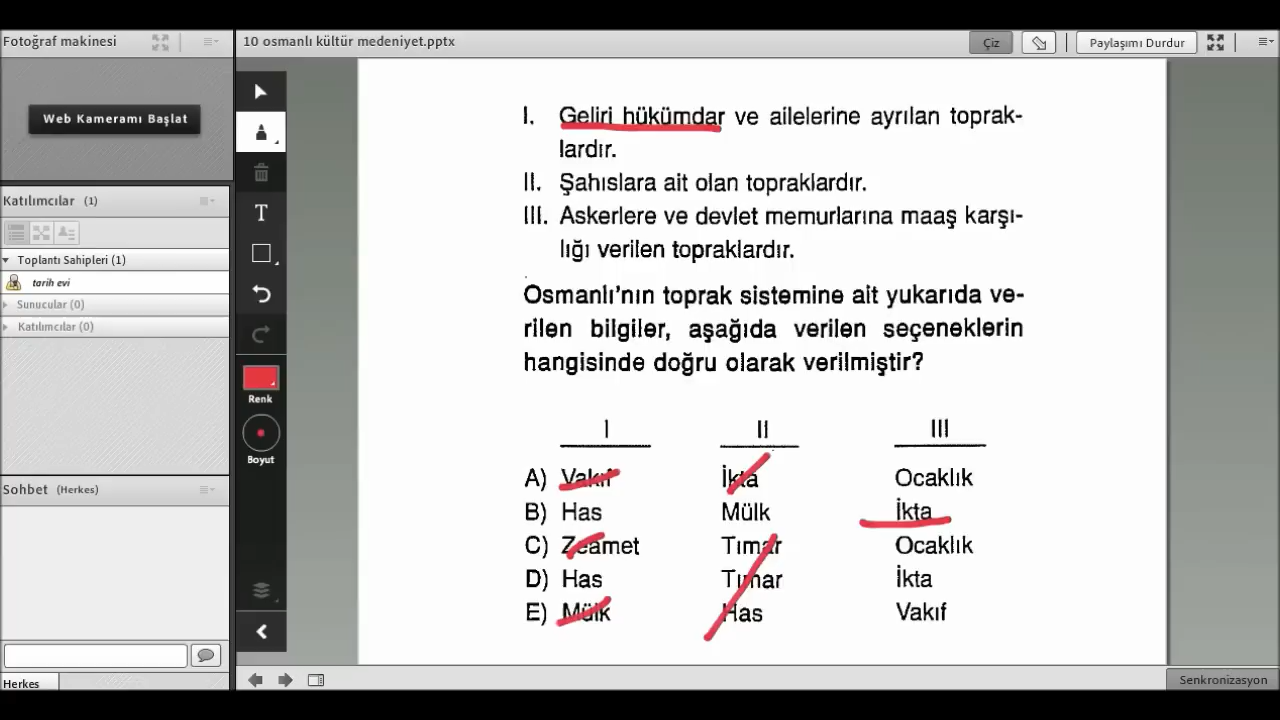 Fotoğraf makinesi
10 osmanlı kültür medeniyet.pptx
Çiz
Paylaşımı Durdur
Web Kameramı Başlat
Katılımcılar (1)
Toplantı Sahipleri (1)
tarih evi
Sunucular (0)
Katılımcılar (0)
Sohbet (Herkes)
Herkes
T
Renk
Boyut
I. Geliri hükümdar ve ailelerine ayrılan toprak-
lardır.
II. Şahıslara ait olan topraklardır.
III. Askerlere ve devlet memurlarına maaş karşı-
lığı verilen topraklardır.
Osmanlı'nın toprak sistemine ait yukarıda ve-
rilen bilgiler, aşağıda verilen seçeneklerin
hangisinde doğru olarak verilmiştir?
I II III
A) Vakıf İkta Ocaklık
B) Has Mülk İkta
C) Zeamet Tımar Ocaklık
D) Has Tımar İkta
E) Mülk Has Vakıf
Senkronizasyon